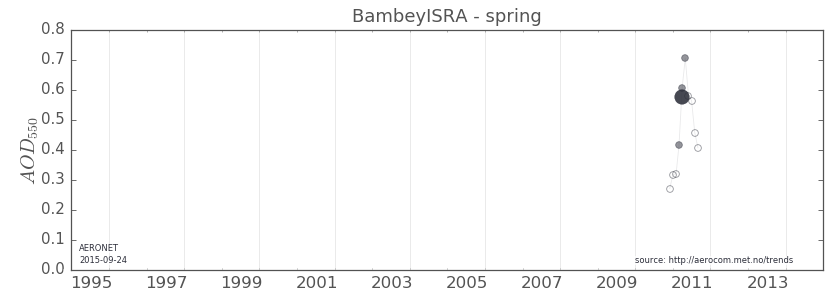 BambeyISRA - spring
0.8
0.7
0.6
0.5
0.4
0.3
0.2
0.1
0.0
AOD550
AERONET
2015-09-24
source: http://aerocom.met.no/trends
1995 1997 1999 2001 2003 2005 2007 2009 2011 2013